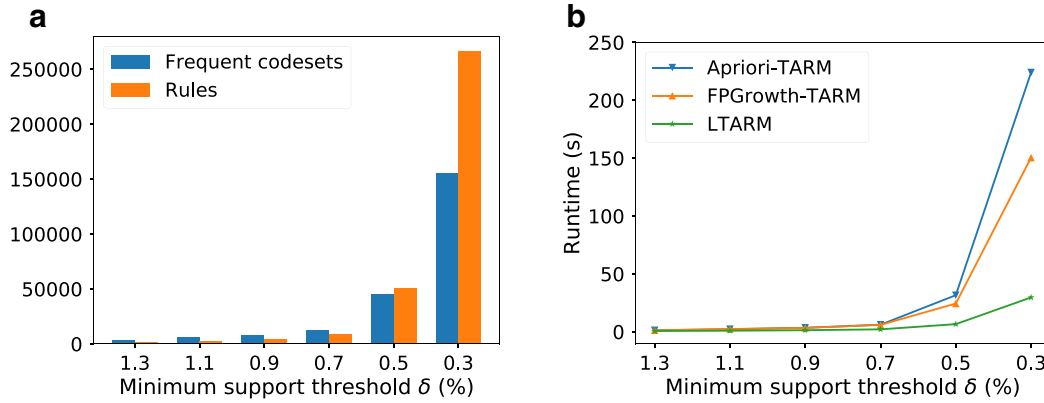 a
Frequent codesets
Rules
250000
200000
150000
100000
50000
0
1.3 1.1 0.9 0.7 0.5 0.3
Minimum support threshold δ (%)
b
Apriori-TARM
FPGrowth-TARM
LTARM
Runtime (s)
250
200
150
100
50
0
1.3 1.1 0.9 0.7 0.5 0.3
Minimum support threshold δ (%)